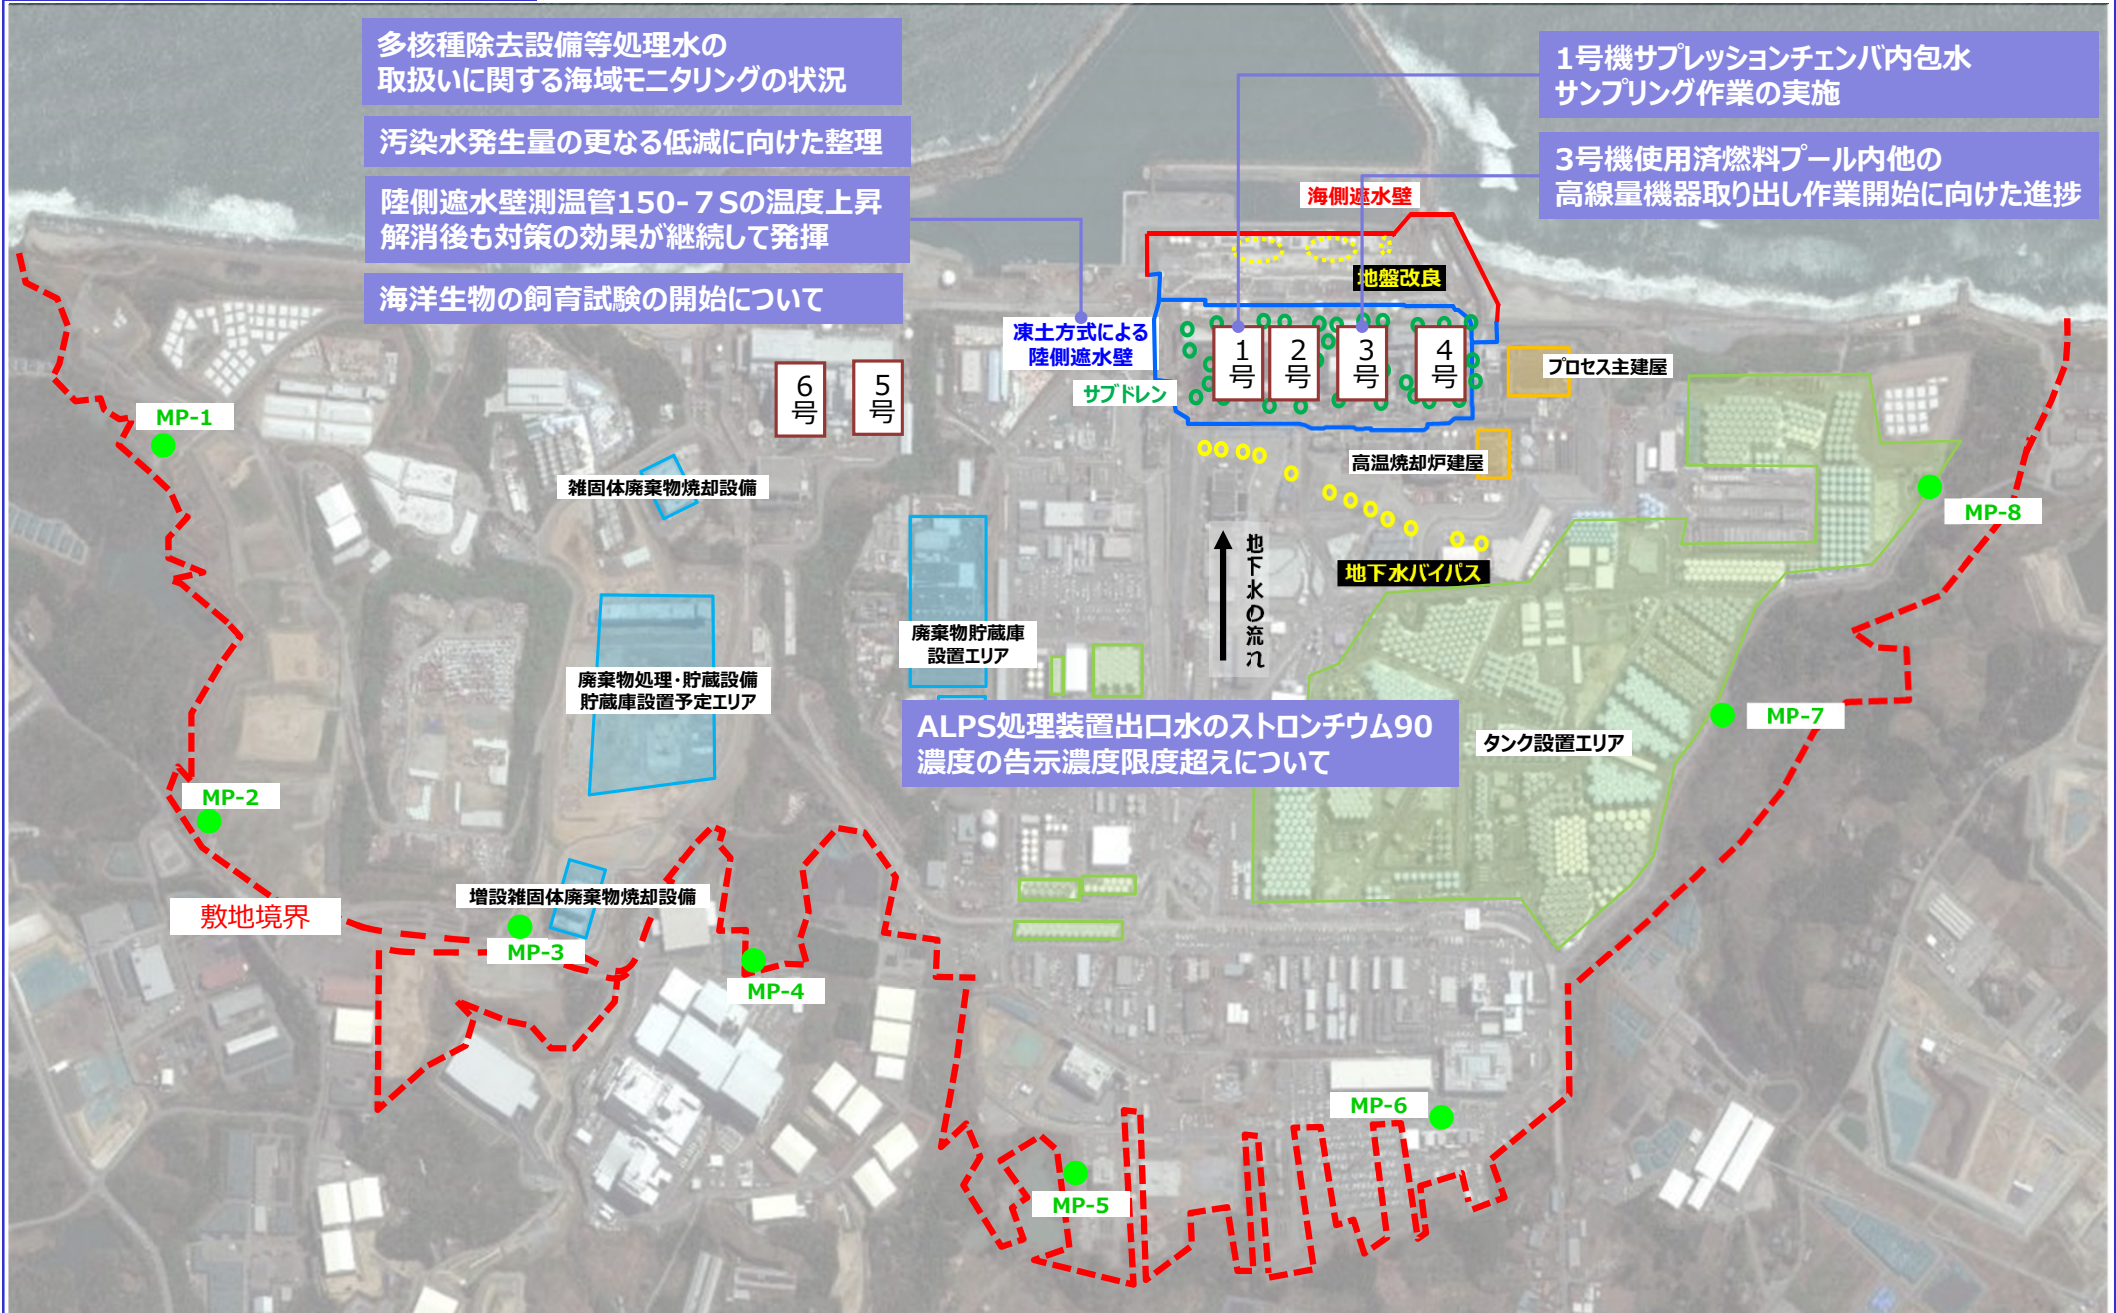 多核種除去設備等処理水の
取扱いに関する海域モニタリングの状況
汚染水発生量の更なる低減に向けた整理
陸側遮水壁測温管150-７Sの温度上昇
解消後も対策の効果が継続して発揮
海洋生物の飼育試験の開始について
1号機サプレッションチェンバ内包水
サンプリング作業の実施
3号機使用済燃料プール内他の
高線量機器取り出し作業開始に向けた進捗
海側遮水壁
地盤改良
凍土方式による
陸側遮水壁
サブドレン
1号
2号
3号
4号
6号
5号
プロセス主建屋
高温焼却炉建屋
MP-1
雑固体廃棄物焼却設備
MP-8
地下水の流れ
地下水バイパス
廃棄物貯蔵庫
設置エリア
廃棄物処理・貯蔵設備
貯蔵庫設置予定エリア
ALPS処理装置出口水のストロンチウム90
濃度の告示濃度限度超えについて
タンク設置エリア
MP-7
MP-2
増設雑固体廃棄物焼却設備
敷地境界
MP-3
MP-4
MP-6
MP-5